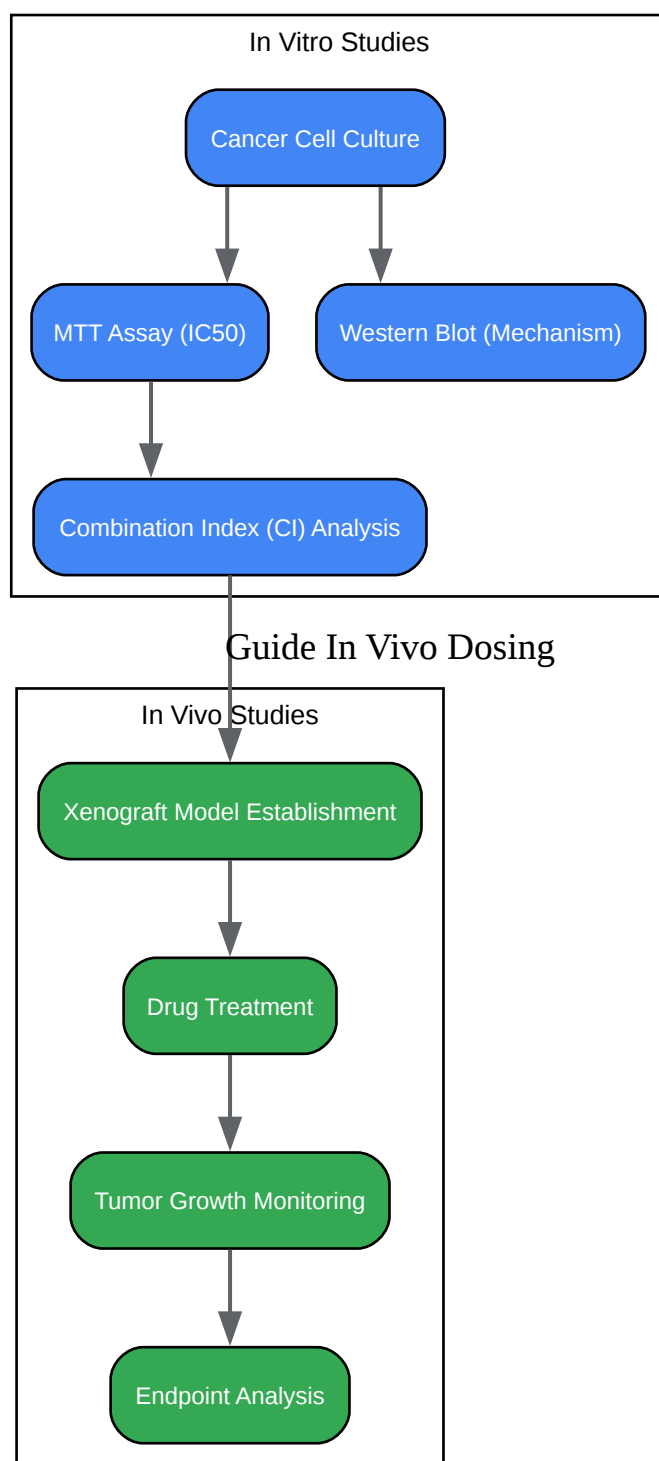 In Vitro Studies
Cancer Cell Culture
MTT Assay (IC50)
Western Blot (Mechanism)
Combination Index (CI) Analysis
Guide In Vivo Dosing
In Vivo Studies
Xenograft Model Establishment
Drug Treatment
Tumor Growth Monitoring
Endpoint Analysis